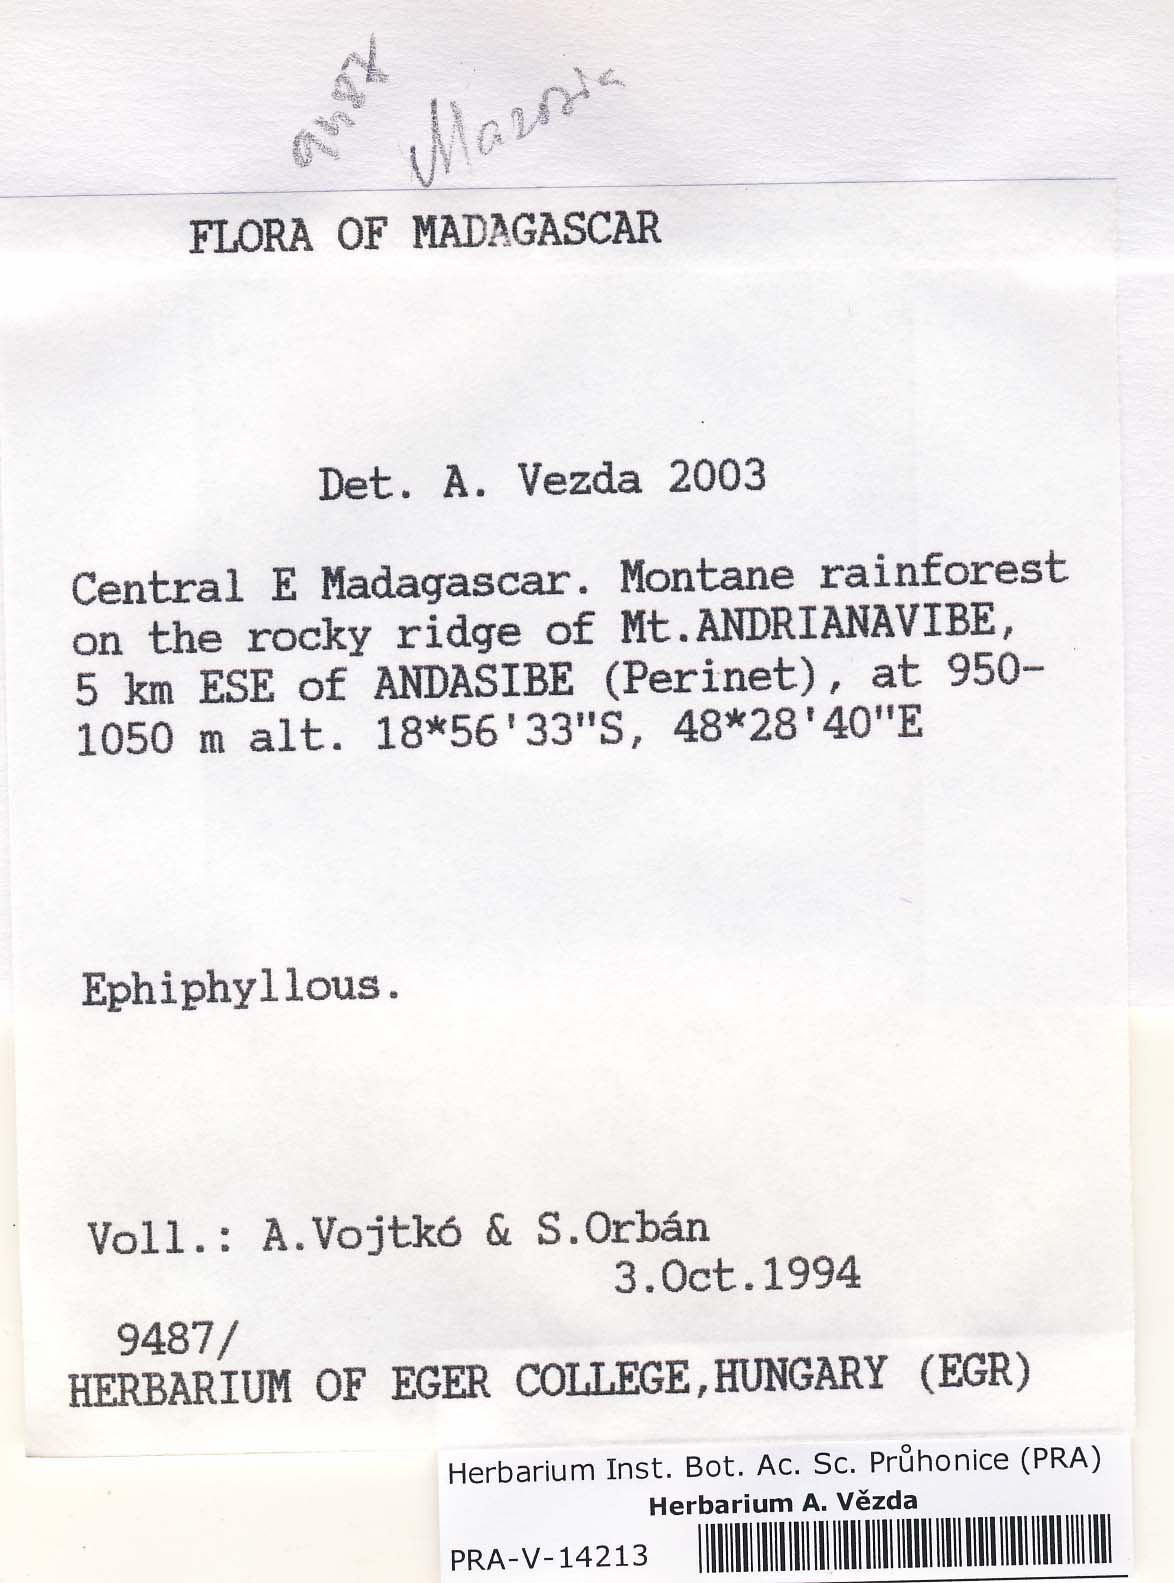 Mazosia
FLORA OF MADAGASCAR
Det. A. Vezda 2003
Central E Madagascar. Montane rainforest
on the rocky ridge of Mt.ANDRIANAVIBE,
5 km ESE of ANDASIBE (Perinet), at 950-
1050 m alt. 18*56'33"S, 48*28'40"E
Ephiphyllous.
Voll.: A.Vojtkó & S.Orbán
3.Oct.1994
9487/
HERBARIUM OF EGER COLLEGE,HUNGARY (EGR)
Herbarium Inst. Bot. Ac. Sc. Průhonice (PRA)
Herbarium A. Vězda
PRA-V-14213